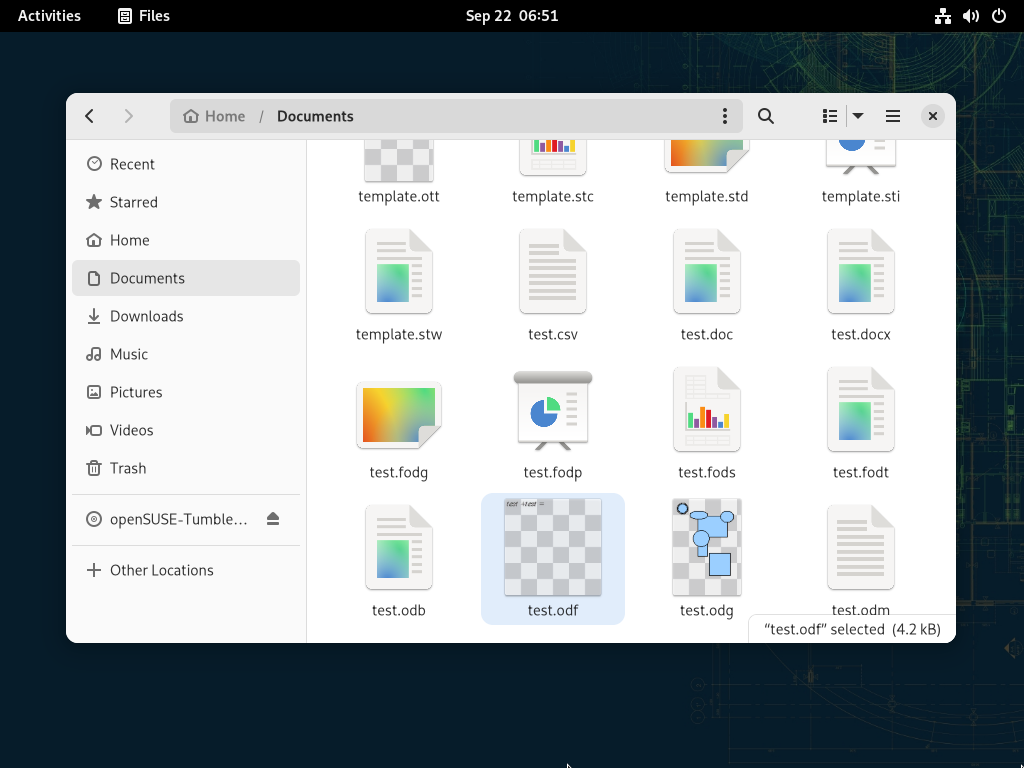 Activities
Files
Sep 22 06:51
Home / Documents
Recent
Starred
Home
Documents
Downloads
Music
Pictures
Videos
Trash
openSUSE-Tumble...
Other Locations
template.ott
template.stc
template.std
template.sti
template.stw
test.csv
test.doc
test.docx
test.fodg
test.fodp
test.fods
test.fodt
test.odb
test.odf
test.odg
test.odm
“test.odf” selected (4.2 kB)